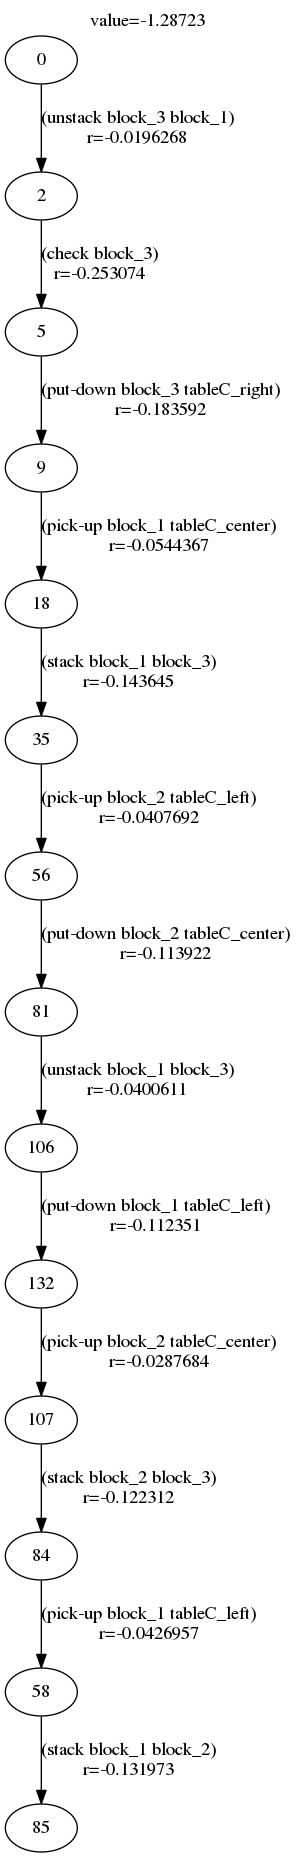 value=-1.28723
0
(unstack block_3 block_1)
r=-0.0196268
2
(check block_3)
r=-0.253074
5
(put-down block_3 tableC_right)
r=-0.183592
9
(pick-up block_1 tableC_center)
r=-0.0544367
18
(stack block_1 block_3)
r=-0.143645
35
(pick-up block_2 tableC_left)
r=-0.0407692
56
(put-down block_2 tableC_center)
r=-0.113922
81
(unstack block_1 block_3)
r=-0.0400611
106
(put-down block_1 tableC_left)
r=-0.112351
132
(pick-up block_2 tableC_center)
r=-0.0287684
107
(stack block_2 block_3)
r=-0.122312
84
(pick-up block_1 tableC_left)
r=-0.0426957
58
(stack block_1 block_2)
r=-0.131973
85